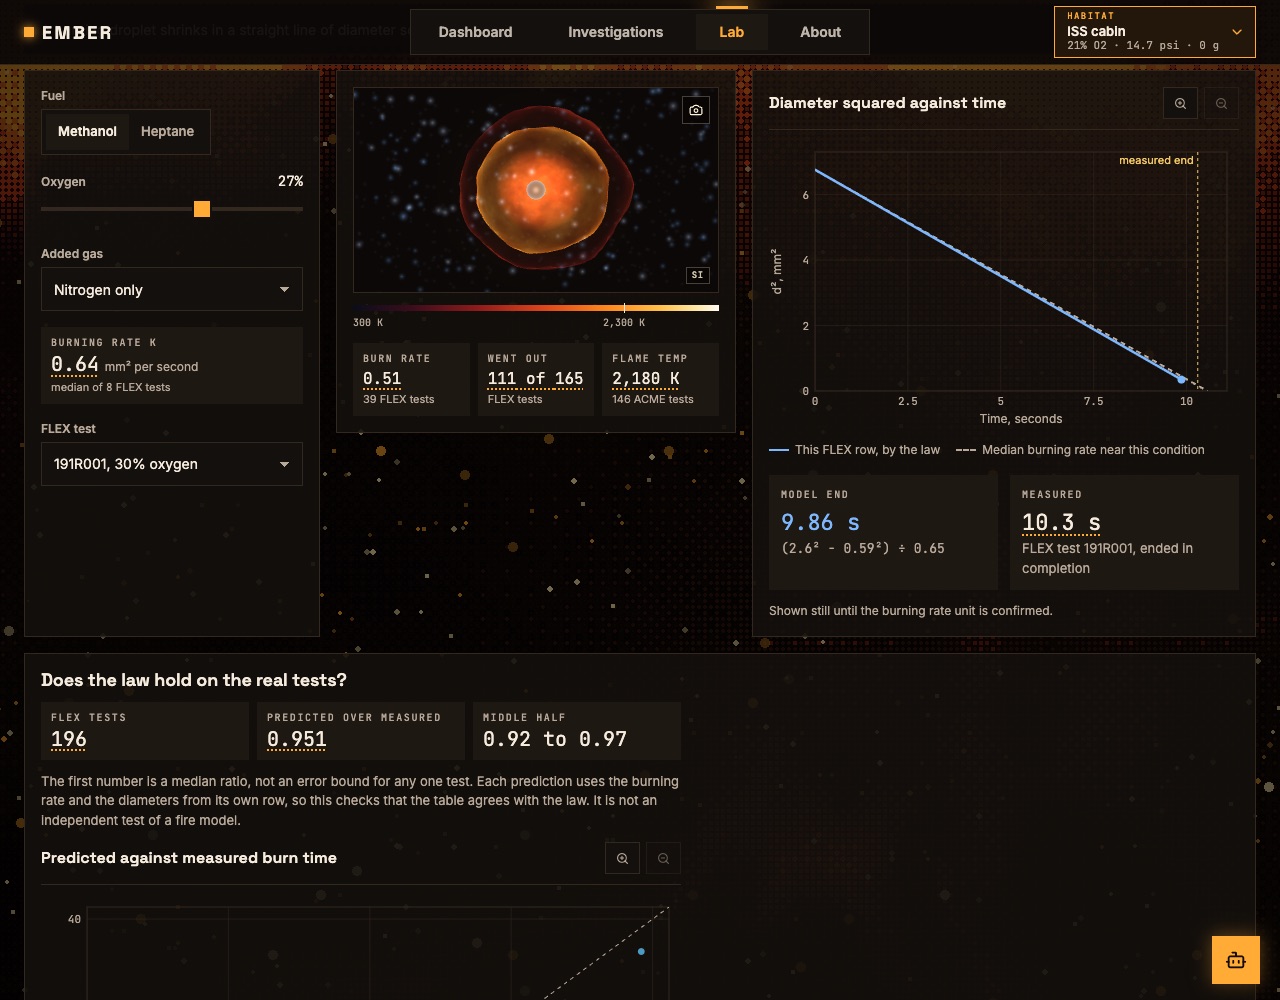 EMBER
droplet shrinks in a straight line of diameter s
Dashboard
Investigations
Lab
About
HABITAT
ISS cabin
21% O2 · 14.7 psi · 0 g
Fuel
Methanol
Heptane
Oxygen
27%
Added gas
Nitrogen only
BURNING RATE K
0.64 mm² per second
median of 8 FLEX tests
FLEX test
191R001, 30% oxygen
SI
300 K
2,300 K
BURN RATE
0.51
39 FLEX tests
WENT OUT
111 of 165
FLEX tests
FLAME TEMP
2,180 K
146 ACME tests
Diameter squared against time
measured end
6
4
2
0
d², mm²
0
2.5
5
7.5
10
Time, seconds
This FLEX row, by the law
Median burning rate near this condition
MODEL END
9.86 s
(2.6² - 0.59²) ÷ 0.65
MEASURED
10.3 s
FLEX test 191R001, ended in
completion
Shown still until the burning rate unit is confirmed.
Does the law hold on the real tests?
FLEX TESTS
196
PREDICTED OVER MEASURED
0.951
MIDDLE HALF
0.92 to 0.97
The first number is a median ratio, not an error bound for any one test. Each prediction uses the burning
rate and the diameters from its own row, so this checks that the table agrees with the law. It is not an
independent test of a fire model.
Predicted against measured burn time
40